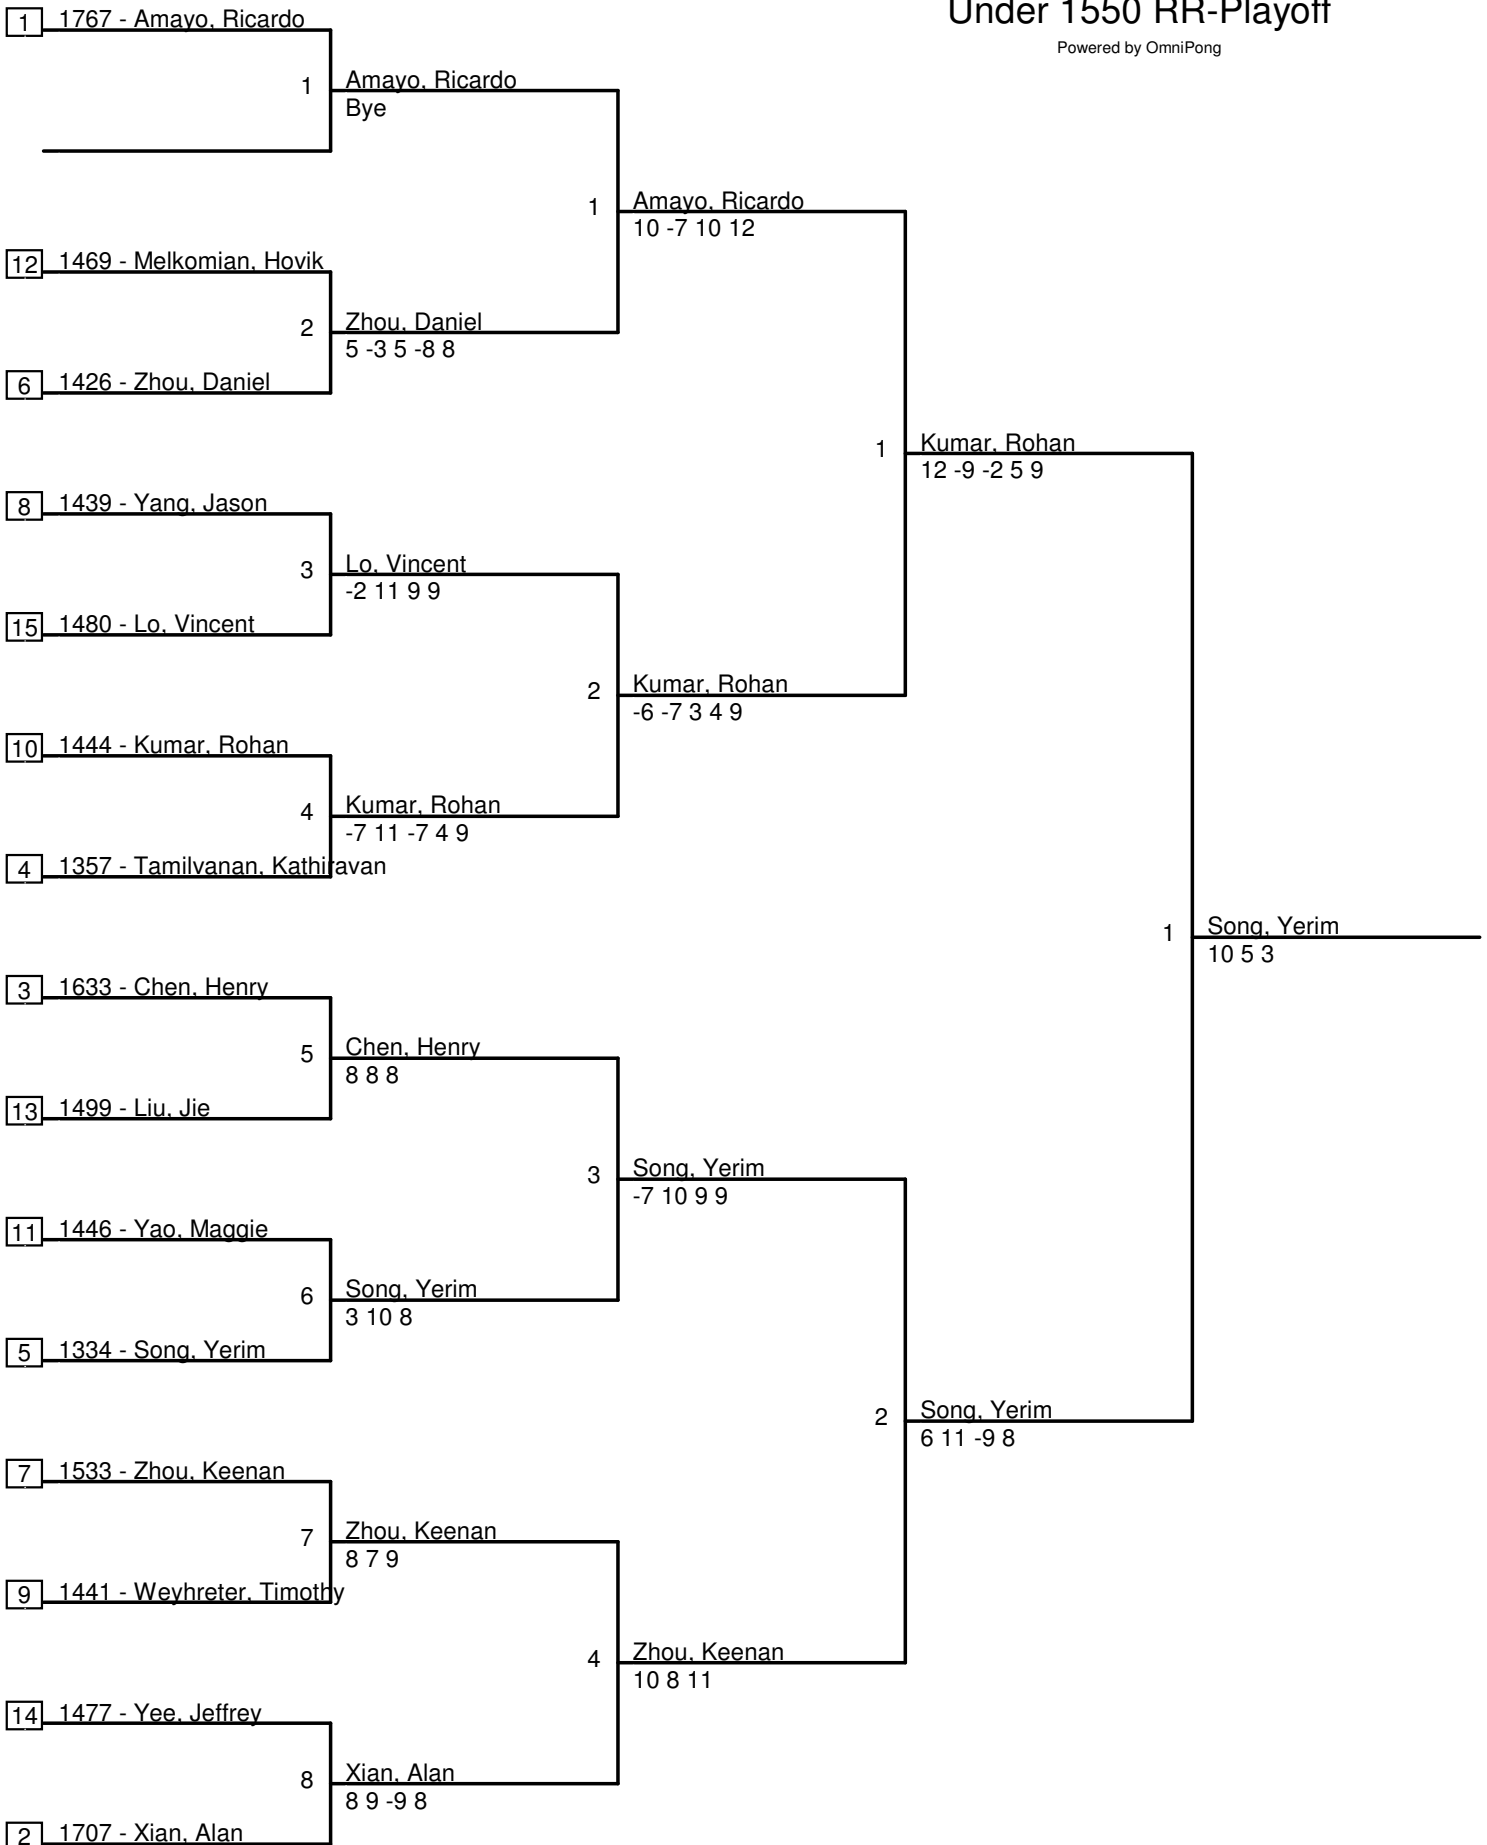 Under 1550 RR-Playoff
Powered by OmniPong
1 1767 - Amayo, Ricardo
1 Amayo, Ricardo
Bye
1 Amayo, Ricardo
10 -7 10 12
12 1469 - Melkomian, Hovik
2 Zhou, Daniel
5 -3 5 -8 8
6 1426 - Zhou, Daniel
1 Kumar, Rohan
12 -9 -2 5 9
8 1439 - Yang, Jason
3 Lo, Vincent
-2 11 9 9
15 1480 - Lo, Vincent
2 Kumar, Rohan
-6 -7 3 4 9
10 1444 - Kumar, Rohan
4 Kumar, Rohan
-7 11 -7 4 9
4 1357 - Tamilvanan, Kathiravan
1 Song, Yerim
10 5 3
3 1633 - Chen, Henry
5 Chen, Henry
8 8 8
13 1499 - Liu, Jie
3 Song, Yerim
-7 10 9 9
11 1446 - Yao, Maggie
6 Song, Yerim
3 10 8
5 1334 - Song, Yerim
2 Song, Yerim
6 11 -9 8
7 1533 - Zhou, Keenan
7 Zhou, Keenan
8 7 9
9 1441 - Weyhreter, Timothy
4 Zhou, Keenan
10 8 11
14 1477 - Yee, Jeffrey
8 Xian, Alan
8 9 -9 8
2 1707 - Xian, Alan